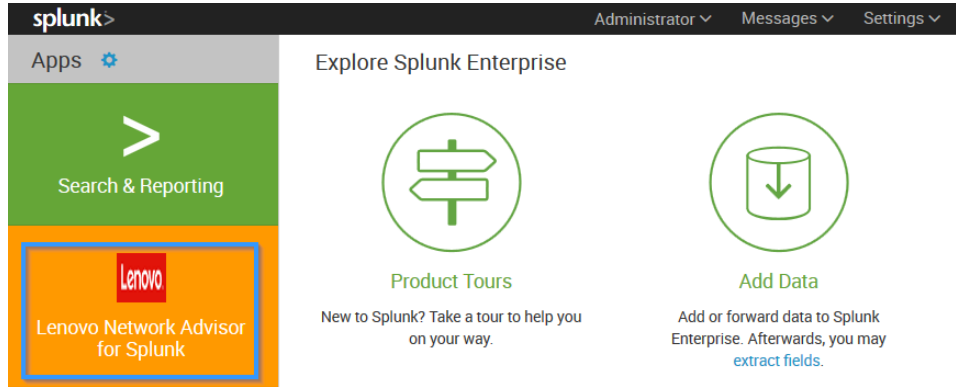 splunk>
Administrator Messages Settings
Apps
Explore Splunk Enterprise
>
Search & Reporting
Lenovo
Lenovo Network Advisor
for Splunk
Product Tours
New to Splunk? Take a tour to help you
on your way.
Add Data
Add or forward data to Splunk
Enterprise. Afterwards, you may
extract fields.